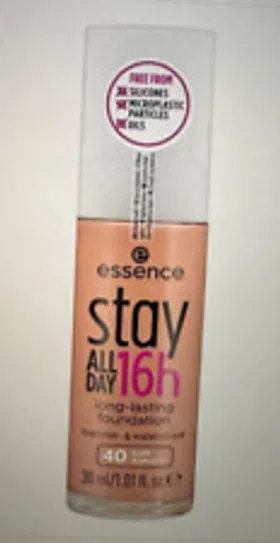 FREE FROM
SILICONES
MICROPLASTIC
PARTICLES
OILS
e
essence
stay
ALL 16h
DAY
long-lasting
foundation
40
30 ml/1.01 fl. oz. e